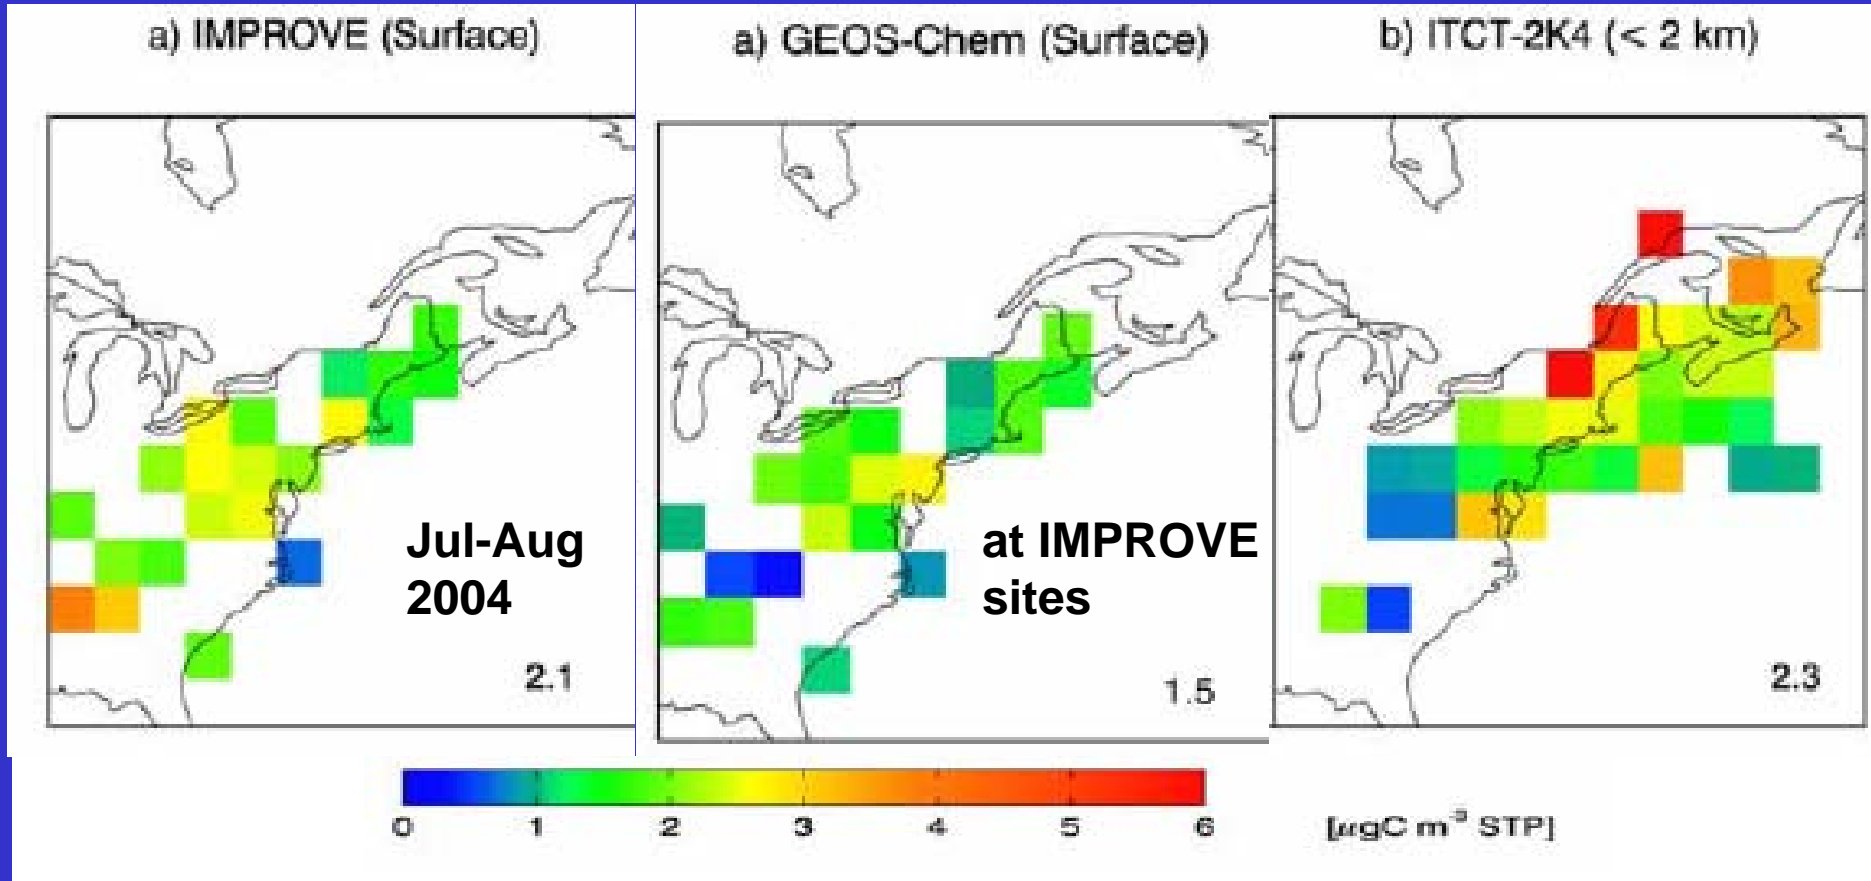 a) IMPROVE (Surface)
a) GEOS-Chem (Surface)
b) ITCT-2K4 (< 2 km)
Jul-Aug
2004
2.1
at IMPROVE
sites
1.5
2.3
0 1 2 3 4 5 6
[μgC m⁻³ STP]